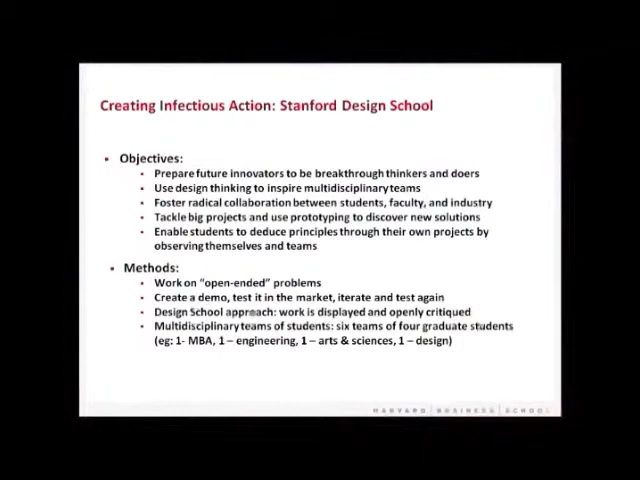 Creating Infectious Action: Stanford Design School
• Objectives:
• Prepare future innovators to be breakthrough thinkers and doers
• Use design thinking to inspire multidisciplinary teams
• Foster radical collaboration between students, faculty, and industry
• Tackle big projects and use prototyping to discover new solutions
• Enable students to deduce principles through their own projects by
observing themselves and teams
• Methods:
• Work on “open-ended” problems
• Create a demo, test it in the market, iterate and test again
• Design School approach: work is displayed and openly critiqued
• Multidisciplinary teams of students: six teams of four graduate students
(eg: 1- MBA, 1 – engineering, 1 – arts & sciences, 1 – design)
HARVARD | BUSINESS | SCHOOL